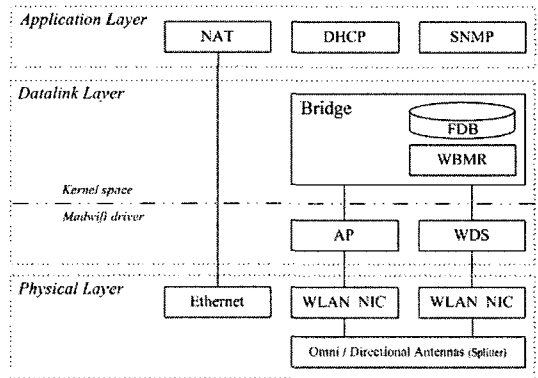 Application Layer
NAT
DHCP
SNMP
Datalink Layer
Bridge
FDB
WBMR
Kernel space
Madwifi driver
AP
WDS
Physical Layer
Ethernet
WLAN NIC
WLAN NIC
Omni / Directional Antennas (Splitter)